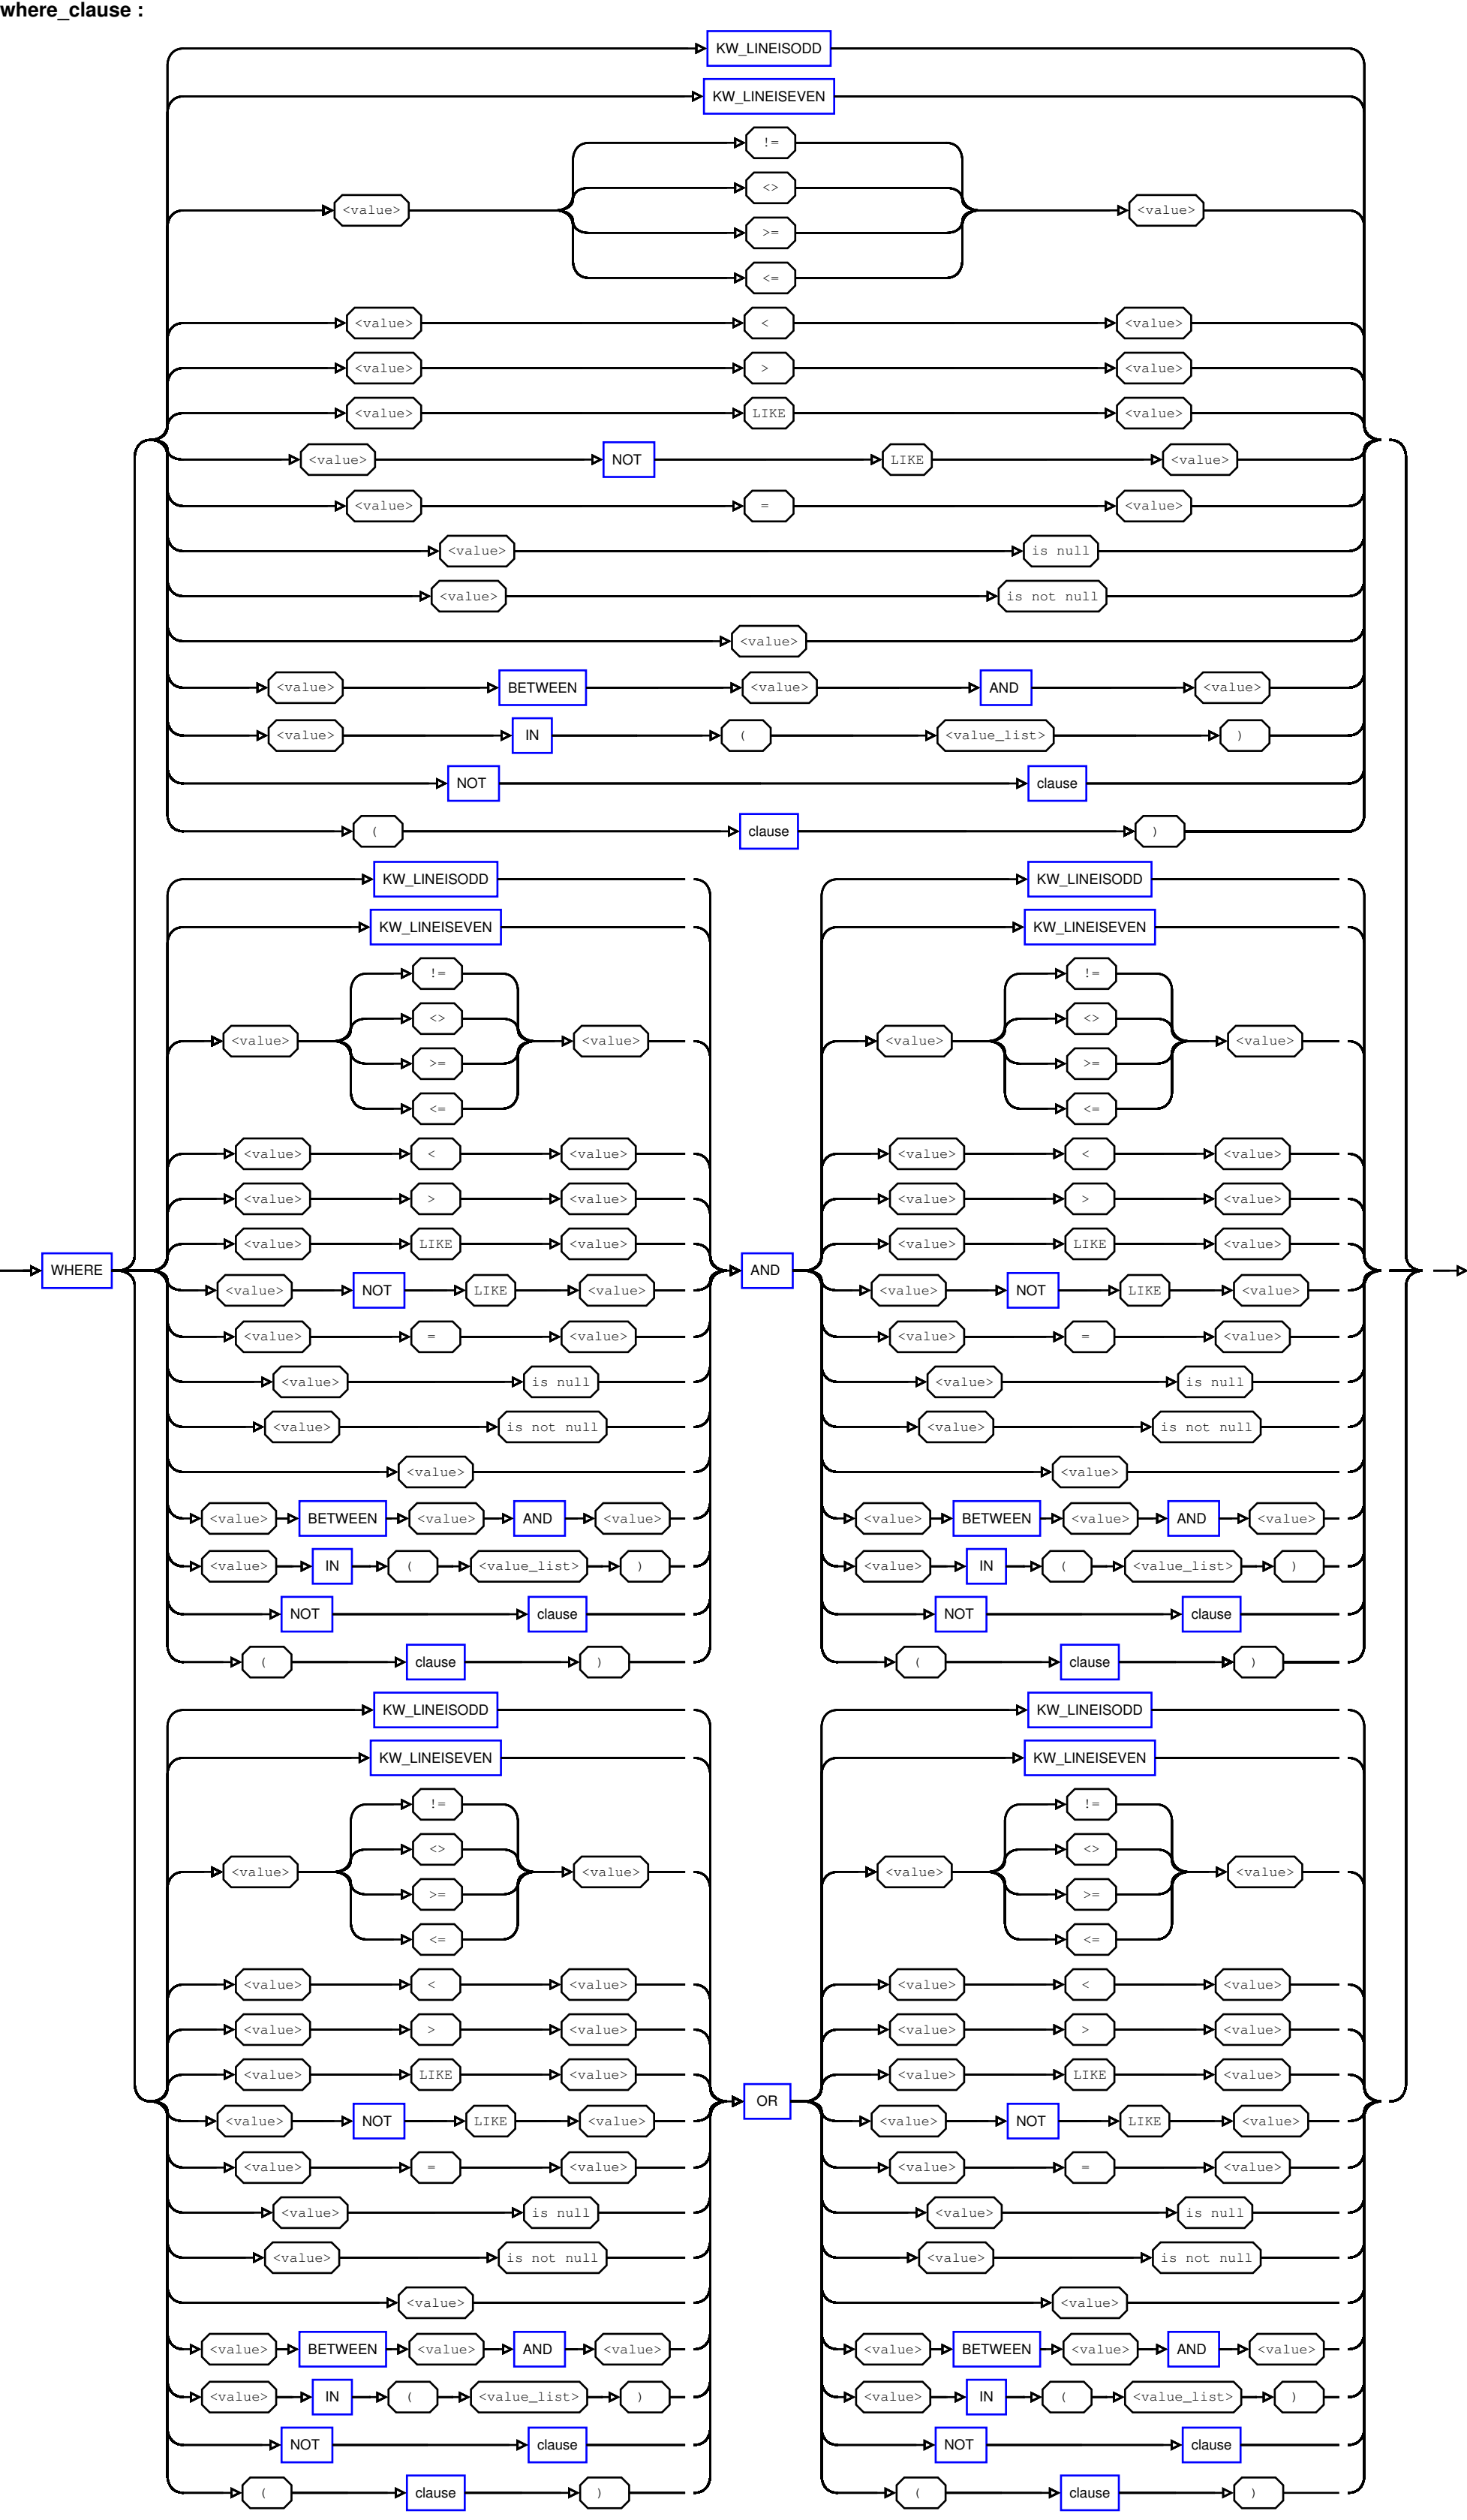 where_clause :
KW_LINEISODD
KW_LINEISEVEN
!=
<>
<value> <value>
>=
<=
<value> < <value>
<value> > <value>
<value> LIKE <value>
<value> NOT LIKE <value>
<value> = <value>
<value> is null
<value> is not null
<value>
<value> BETWEEN <value> AND <value>
<value> IN ( <value_list> )
NOT clause
( clause )
KW_LINEISODD KW_LINEISODD
KW_LINEISEVEN KW_LINEISEVEN
!= !=
<> <>
<value> <value> <value> <value>
>= >=
<= <=
<value> < <value> <value> < <value>
<value> > <value> <value> > <value>
<value> LIKE <value> <value> LIKE <value>
WHERE AND
<value> NOT LIKE <value> <value> NOT LIKE <value>
<value> = <value> <value> = <value>
<value> is null <value> is null
<value> is not null <value> is not null
<value> <value>
<value> BETWEEN <value> AND <value> <value> BETWEEN <value> AND <value>
<value> IN ( <value_list> ) <value> IN ( <value_list> )
NOT clause NOT clause
( clause ) ( clause )
KW_LINEISODD KW_LINEISODD
KW_LINEISEVEN KW_LINEISEVEN
!= !=
<> <>
<value> <value> <value> <value>
>= >=
<= <=
<value> < <value> <value> < <value>
<value> > <value> <value> > <value>
<value> LIKE <value> <value> LIKE <value>
OR
<value> NOT LIKE <value> <value> NOT LIKE <value>
<value> = <value> <value> = <value>
<value> is null <value> is null
<value> is not null <value> is not null
<value> <value>
<value> BETWEEN <value> AND <value> <value> BETWEEN <value> AND <value>
<value> IN ( <value_list> ) <value> IN ( <value_list> )
NOT clause NOT clause
( clause ) ( clause )